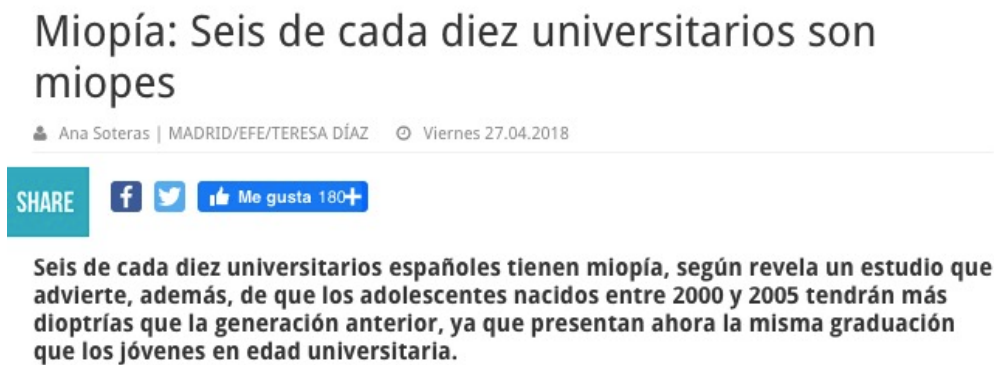 Miopía: Seis de cada diez universitarios son
miopes
Ana Soteras | MADRID/EFE/TERESA DÍAZ Viernes 27.04.2018
SHARE Me gusta 180+
Seis de cada diez universitarios españoles tienen miopía, según revela un estudio que
advierte, además, de que los adolescentes nacidos entre 2000 y 2005 tendrán más
dioptrías que la generación anterior, ya que presentan ahora la misma graduación
que los jóvenes en edad universitaria.